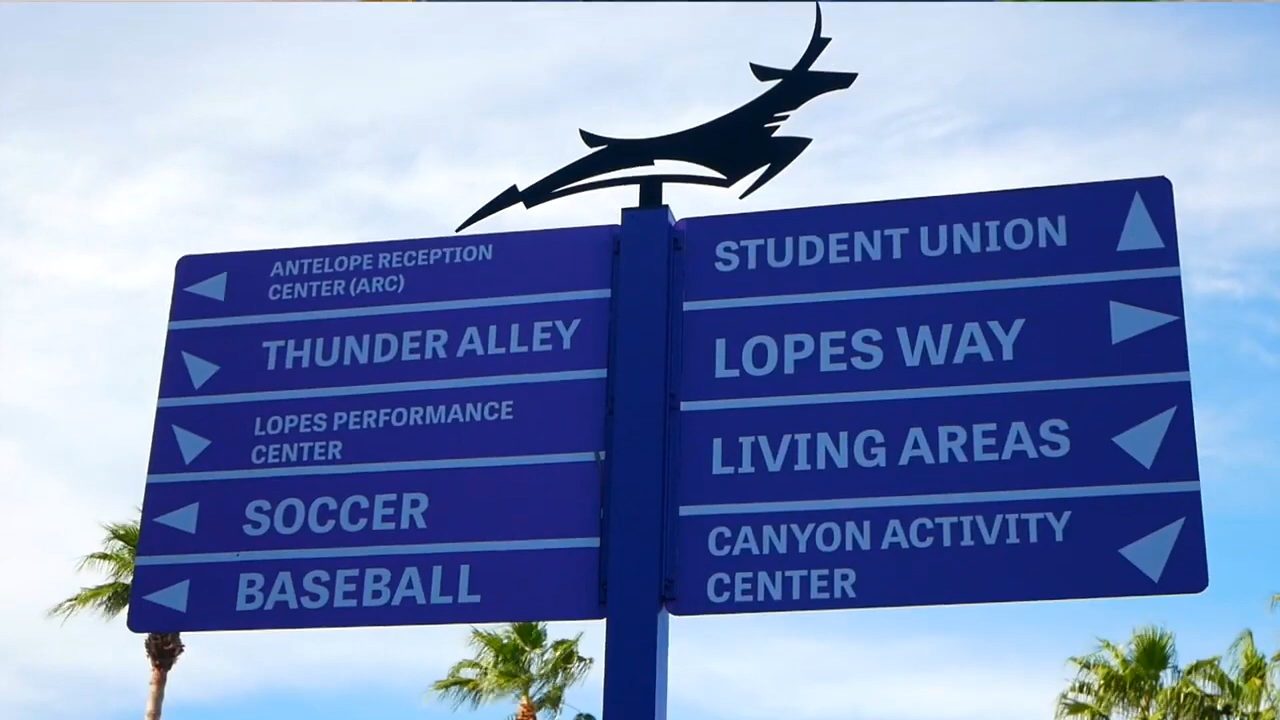 ANTELOPE RECEPTION
CENTER (ARC)
THUNDER ALLEY
LOPES PERFORMANCE
CENTER
SOCCER
BASEBALL
STUDENT UNION
LOPES WAY
LIVING AREAS
CANYON ACTIVITY
CENTER